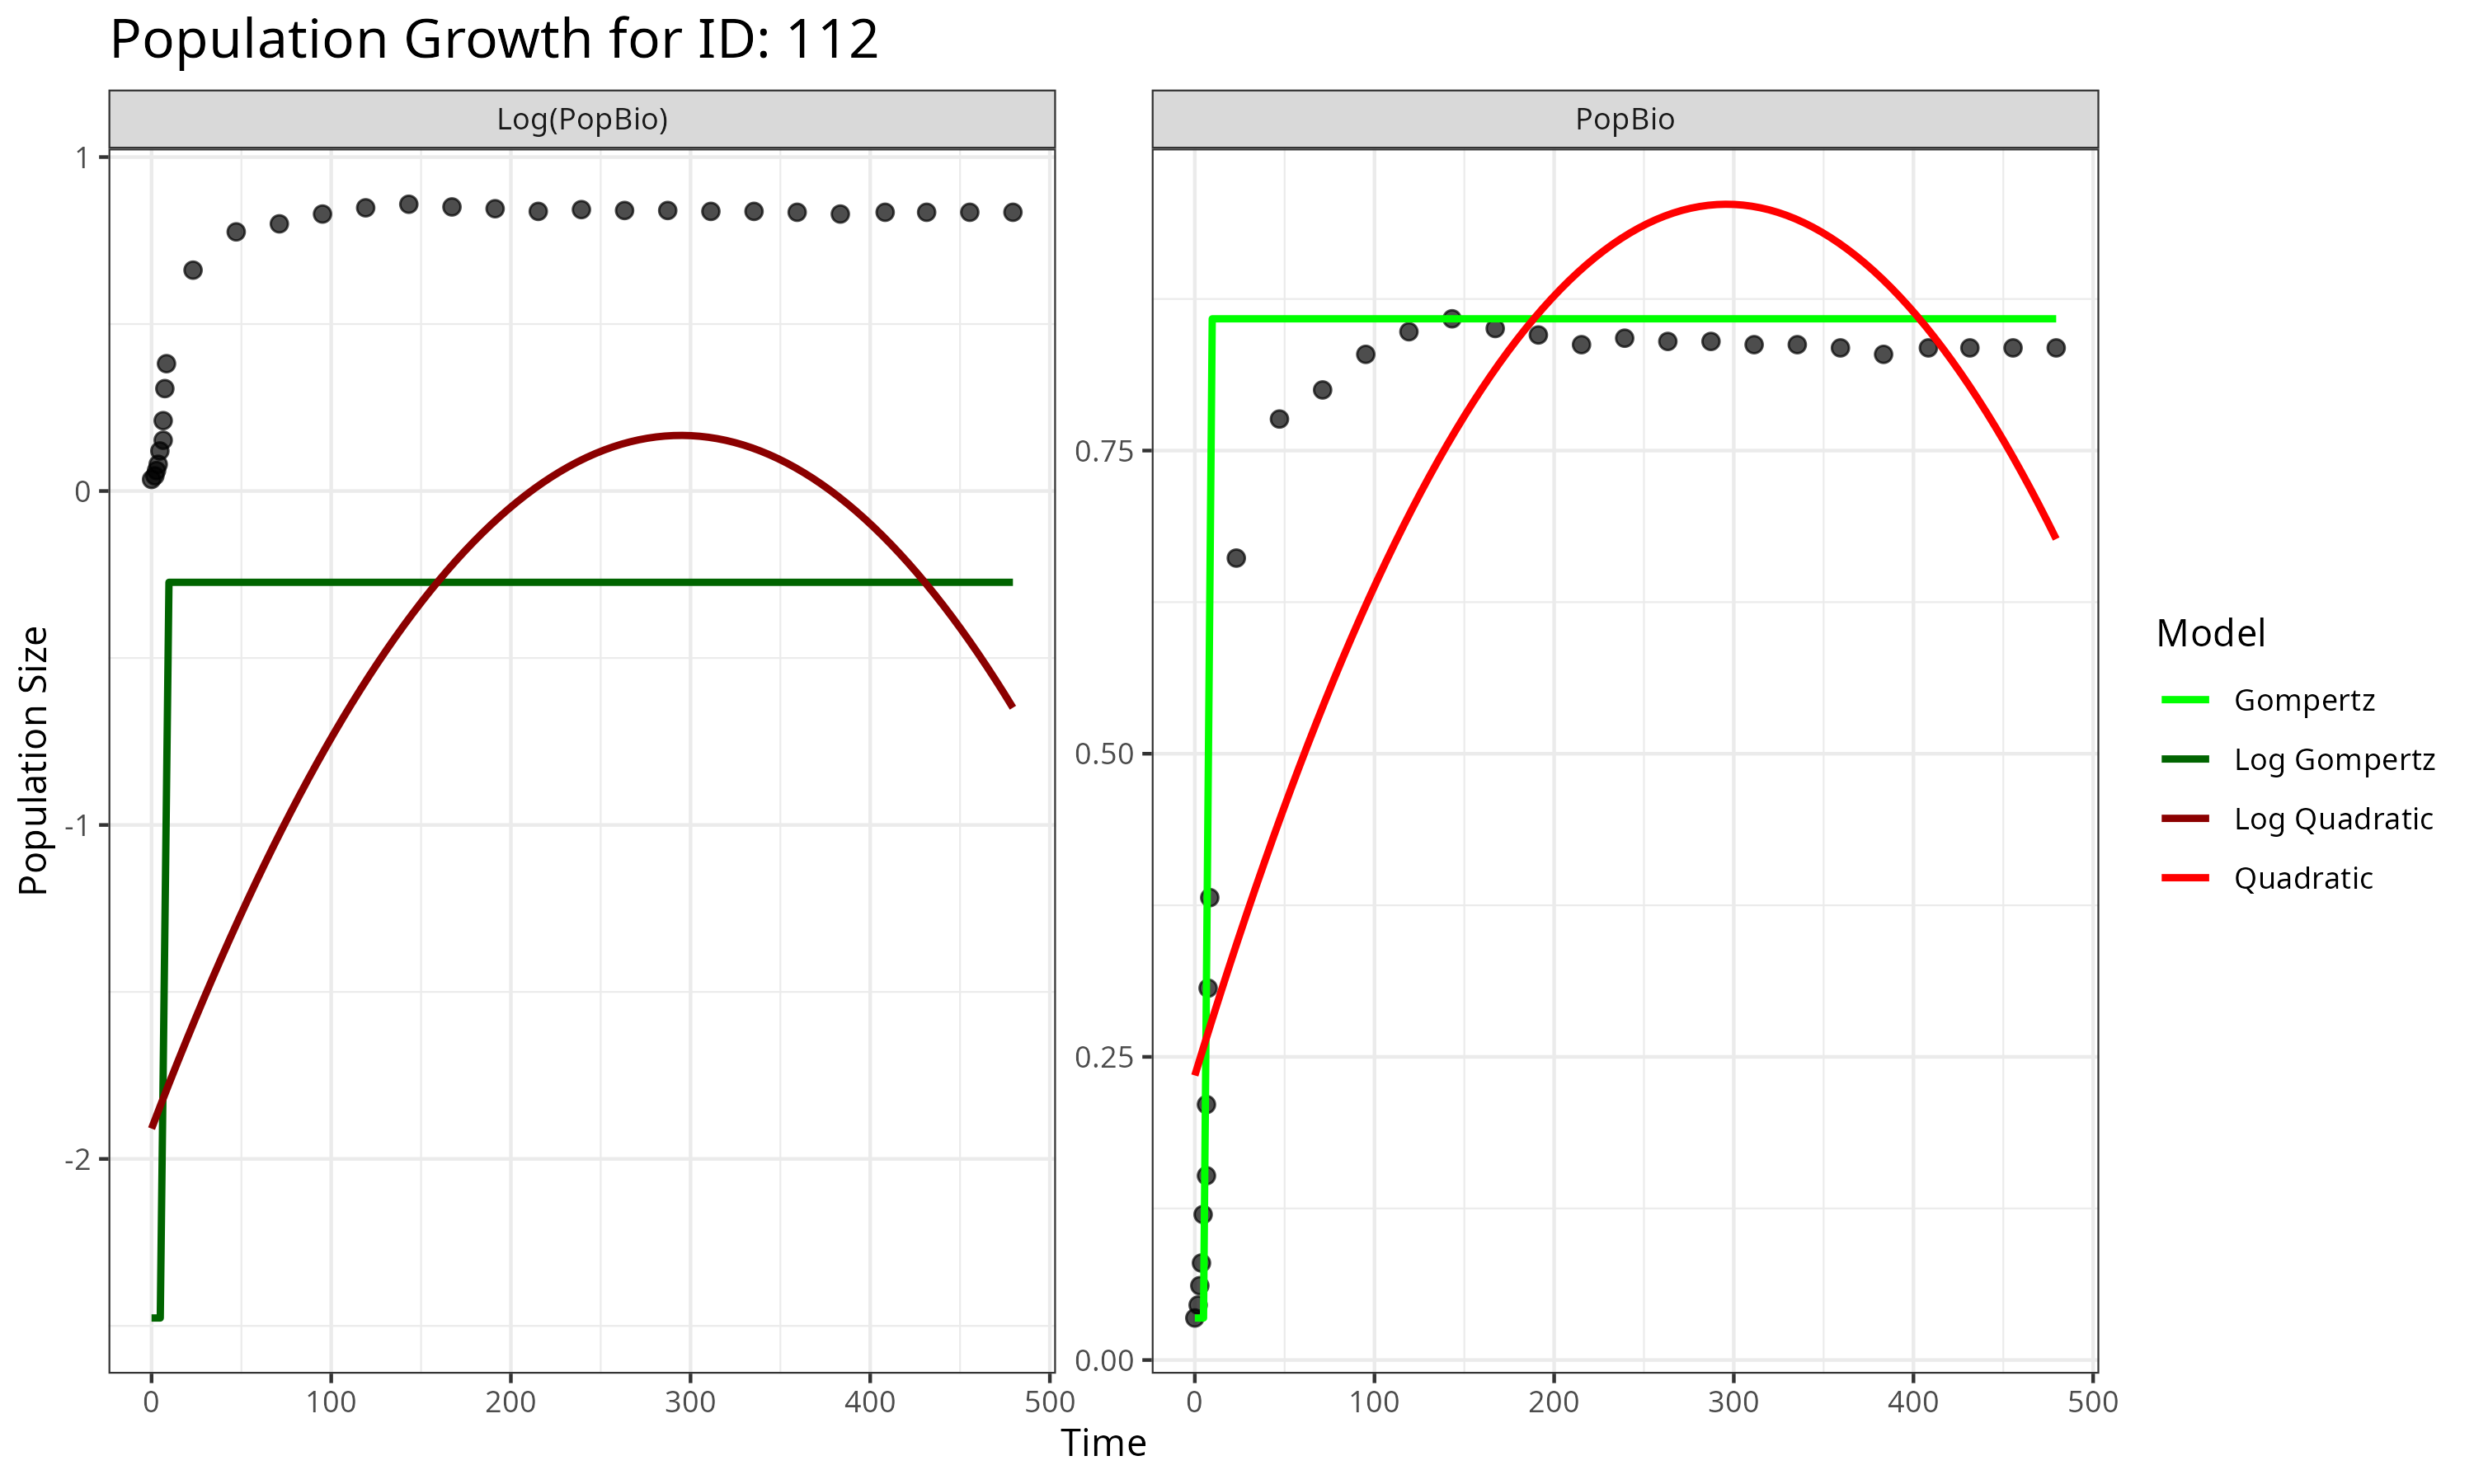 Population Growth for ID: 112
Log(PopBio)
PopBio
Population Size
1
0
-1
-2
0.75
0.50
0.25
0.00
0 100 200 300 400 500
0 100 200 300 400 500
Time
Model
Gompertz
Log Gompertz
Log Quadratic
Quadratic